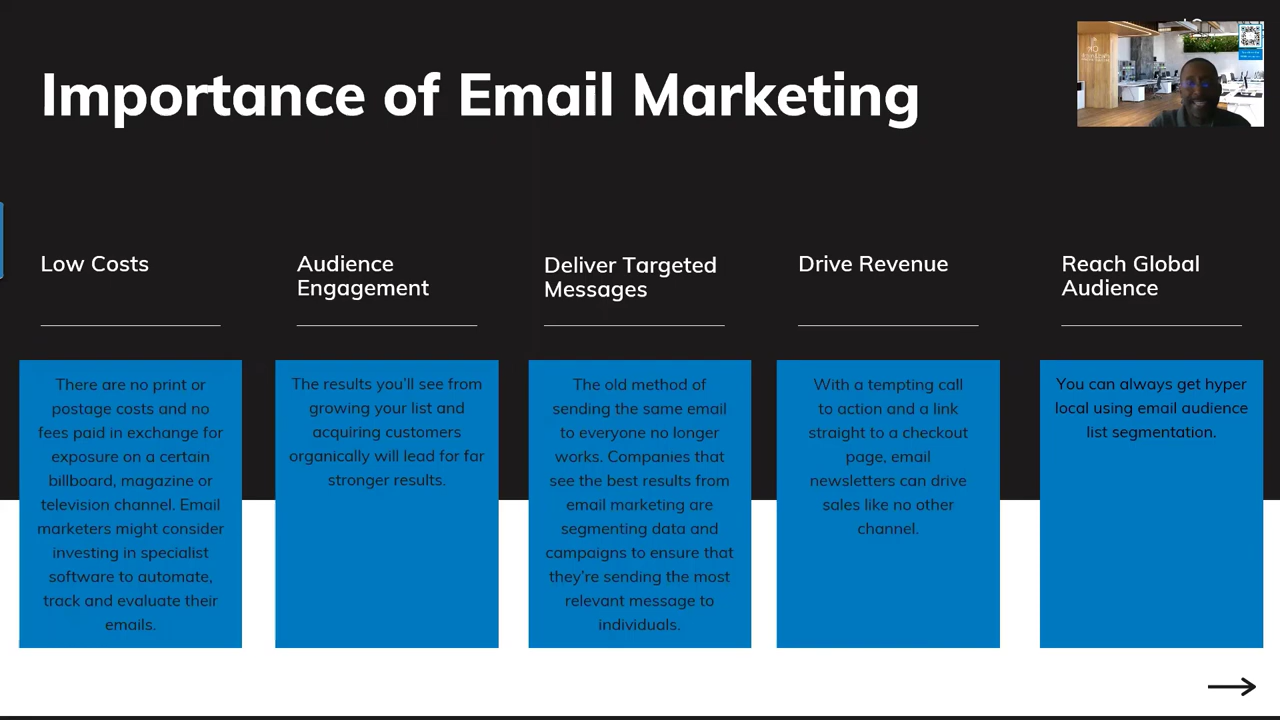 Importance of Email Marketing
Low Costs
There are no print or
postage costs and no
fees paid in exchange for
exposure on a certain
billboard, magazine or
television channel. Email
marketers might consider
investing in specialist
software to automate,
track and evaluate their
emails.
Audience
Engagement
The results you'll see from
growing your list and
acquiring customers
organically will lead for far
stronger results.
Deliver Targeted
Messages
The old method of
sending the same email
to everyone no longer
works. Companies that
see the best results from
email marketing are
segmenting data and
campaigns to ensure that
they're sending the most
relevant message to
individuals.
Drive Revenue
With a tempting call
to action and a link
straight to a checkout
page, email
newsletters can drive
sales like no other
channel.
Reach Global
Audience
You can always get hyper
local using email audience
list segmentation.